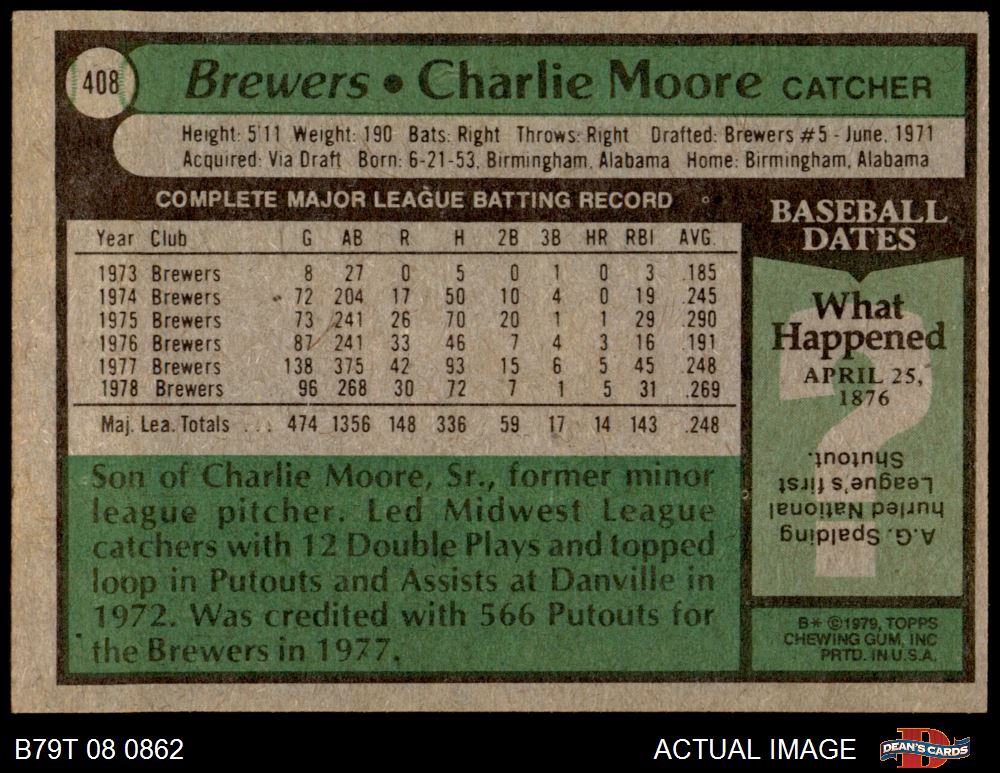 408
Brewers • Charlie Moore CATCHER
Height: 5'11 Weight: 190 Bats: Right Throws: Right Drafted: Brewers #5 - June, 1971
Acquired: Via Draft Born: 6-21-53, Birmingham, Alabama Home: Birmingham, Alabama
COMPLETE MAJOR LEAGUE BATTING RECORD
Year Club G AB R H 2B 3B HR RBI AVG.
1973 Brewers 8 27 0 5 0 1 0 3 .185
1974 Brewers 72 204 17 50 10 4 0 19 .245
1975 Brewers 73 241 26 70 20 1 1 29 .290
1976 Brewers 87 241 33 46 7 4 3 16 .191
1977 Brewers 138 375 42 93 15 6 5 45 .248
1978 Brewers 96 268 30 72 7 1 5 31 .269
Maj. Lea. Totals ... 474 1356 148 336 59 17 14 143 .248
Son of Charlie Moore, Sr., former minor
league pitcher. Led Midwest League
catchers with 12 Double Plays and topped
loop in Putouts and Assists at Danville in
1972. Was credited with 566 Putouts for
the Brewers in 1977.
BASEBALL
DATES
What
Happened
APRIL 25,
1876
?
A.G. Spalding
hurled National
League's first
Shutout.
B* ©1979, TOPPS
CHEWING GUM, INC
PRTD. IN U.S.A.
B79T 08 0862
ACTUAL IMAGE
DEAN'S CARDS